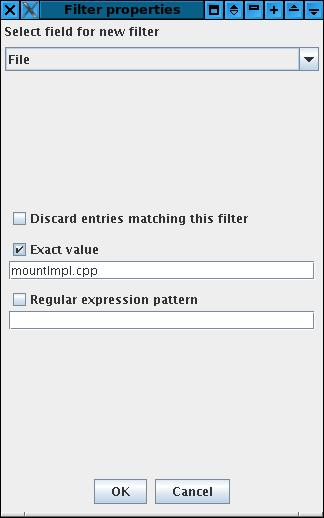 Filter properties
Select field for new filter
File
Discard entries matching this filter
Exact value
mountImpl.cpp
Regular expression pattern
OK Cancel